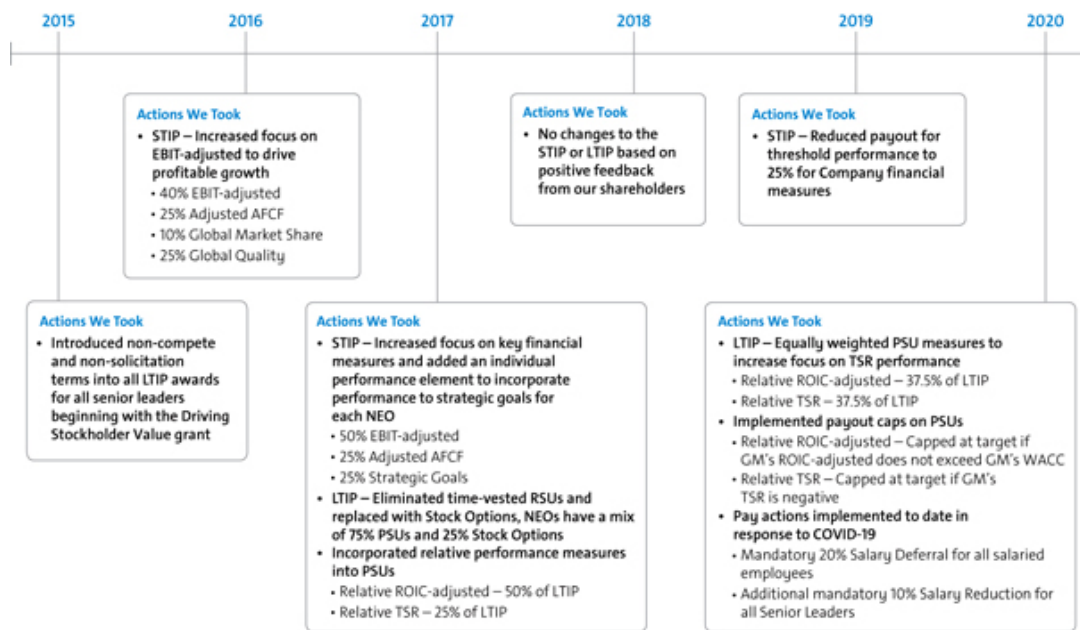 2015
2016
2017
2018
2019
2020
Actions We Took
• STIP – Increased focus on
EBIT-adjusted to drive
profitable growth
• 40% EBIT-adjusted
• 25% Adjusted AFCF
• 10% Global Market Share
• 25% Global Quality
Actions We Took
• No changes to the
STIP or LTIP based on
positive feedback
from our shareholders
Actions We Took
• STIP – Reduced payout for
threshold performance to
25% for Company financial
measures
Actions We Took
• Introduced non-compete
and non-solicitation
terms into all LTIP awards
for all senior leaders
beginning with the Driving
Stockholder Value grant
Actions We Took
• STIP – Increased focus on key financial
measures and added an individual
performance element to incorporate
performance to strategic goals for
each NEO
• 50% EBIT-adjusted
• 25% Adjusted AFCF
• 25% Strategic Goals
• LTIP – Eliminated time-vested RSUs and
replaced with Stock Options, NEOs have a mix
of 75% PSUs and 25% Stock Options
• Incorporated relative performance measures
into PSUs
• Relative ROIC-adjusted – 50% of LTIP
• Relative TSR – 25% of LTIP
Actions We Took
• LTIP – Equally weighted PSU measures to
increase focus on TSR performance
• Relative ROIC-adjusted – 37.5% of LTIP
• Relative TSR – 37.5% of LTIP
• Implemented payout caps on PSUs
• Relative ROIC-adjusted – Capped at target if
GM's ROIC-adjusted does not exceed GM's WACC
• Relative TSR – Capped at target if GM's
TSR is negative
• Pay actions implemented to date in
response to COVID-19
• Mandatory 20% Salary Deferral for all salaried
employees
• Additional mandatory 10% Salary Reduction for
all Senior Leaders